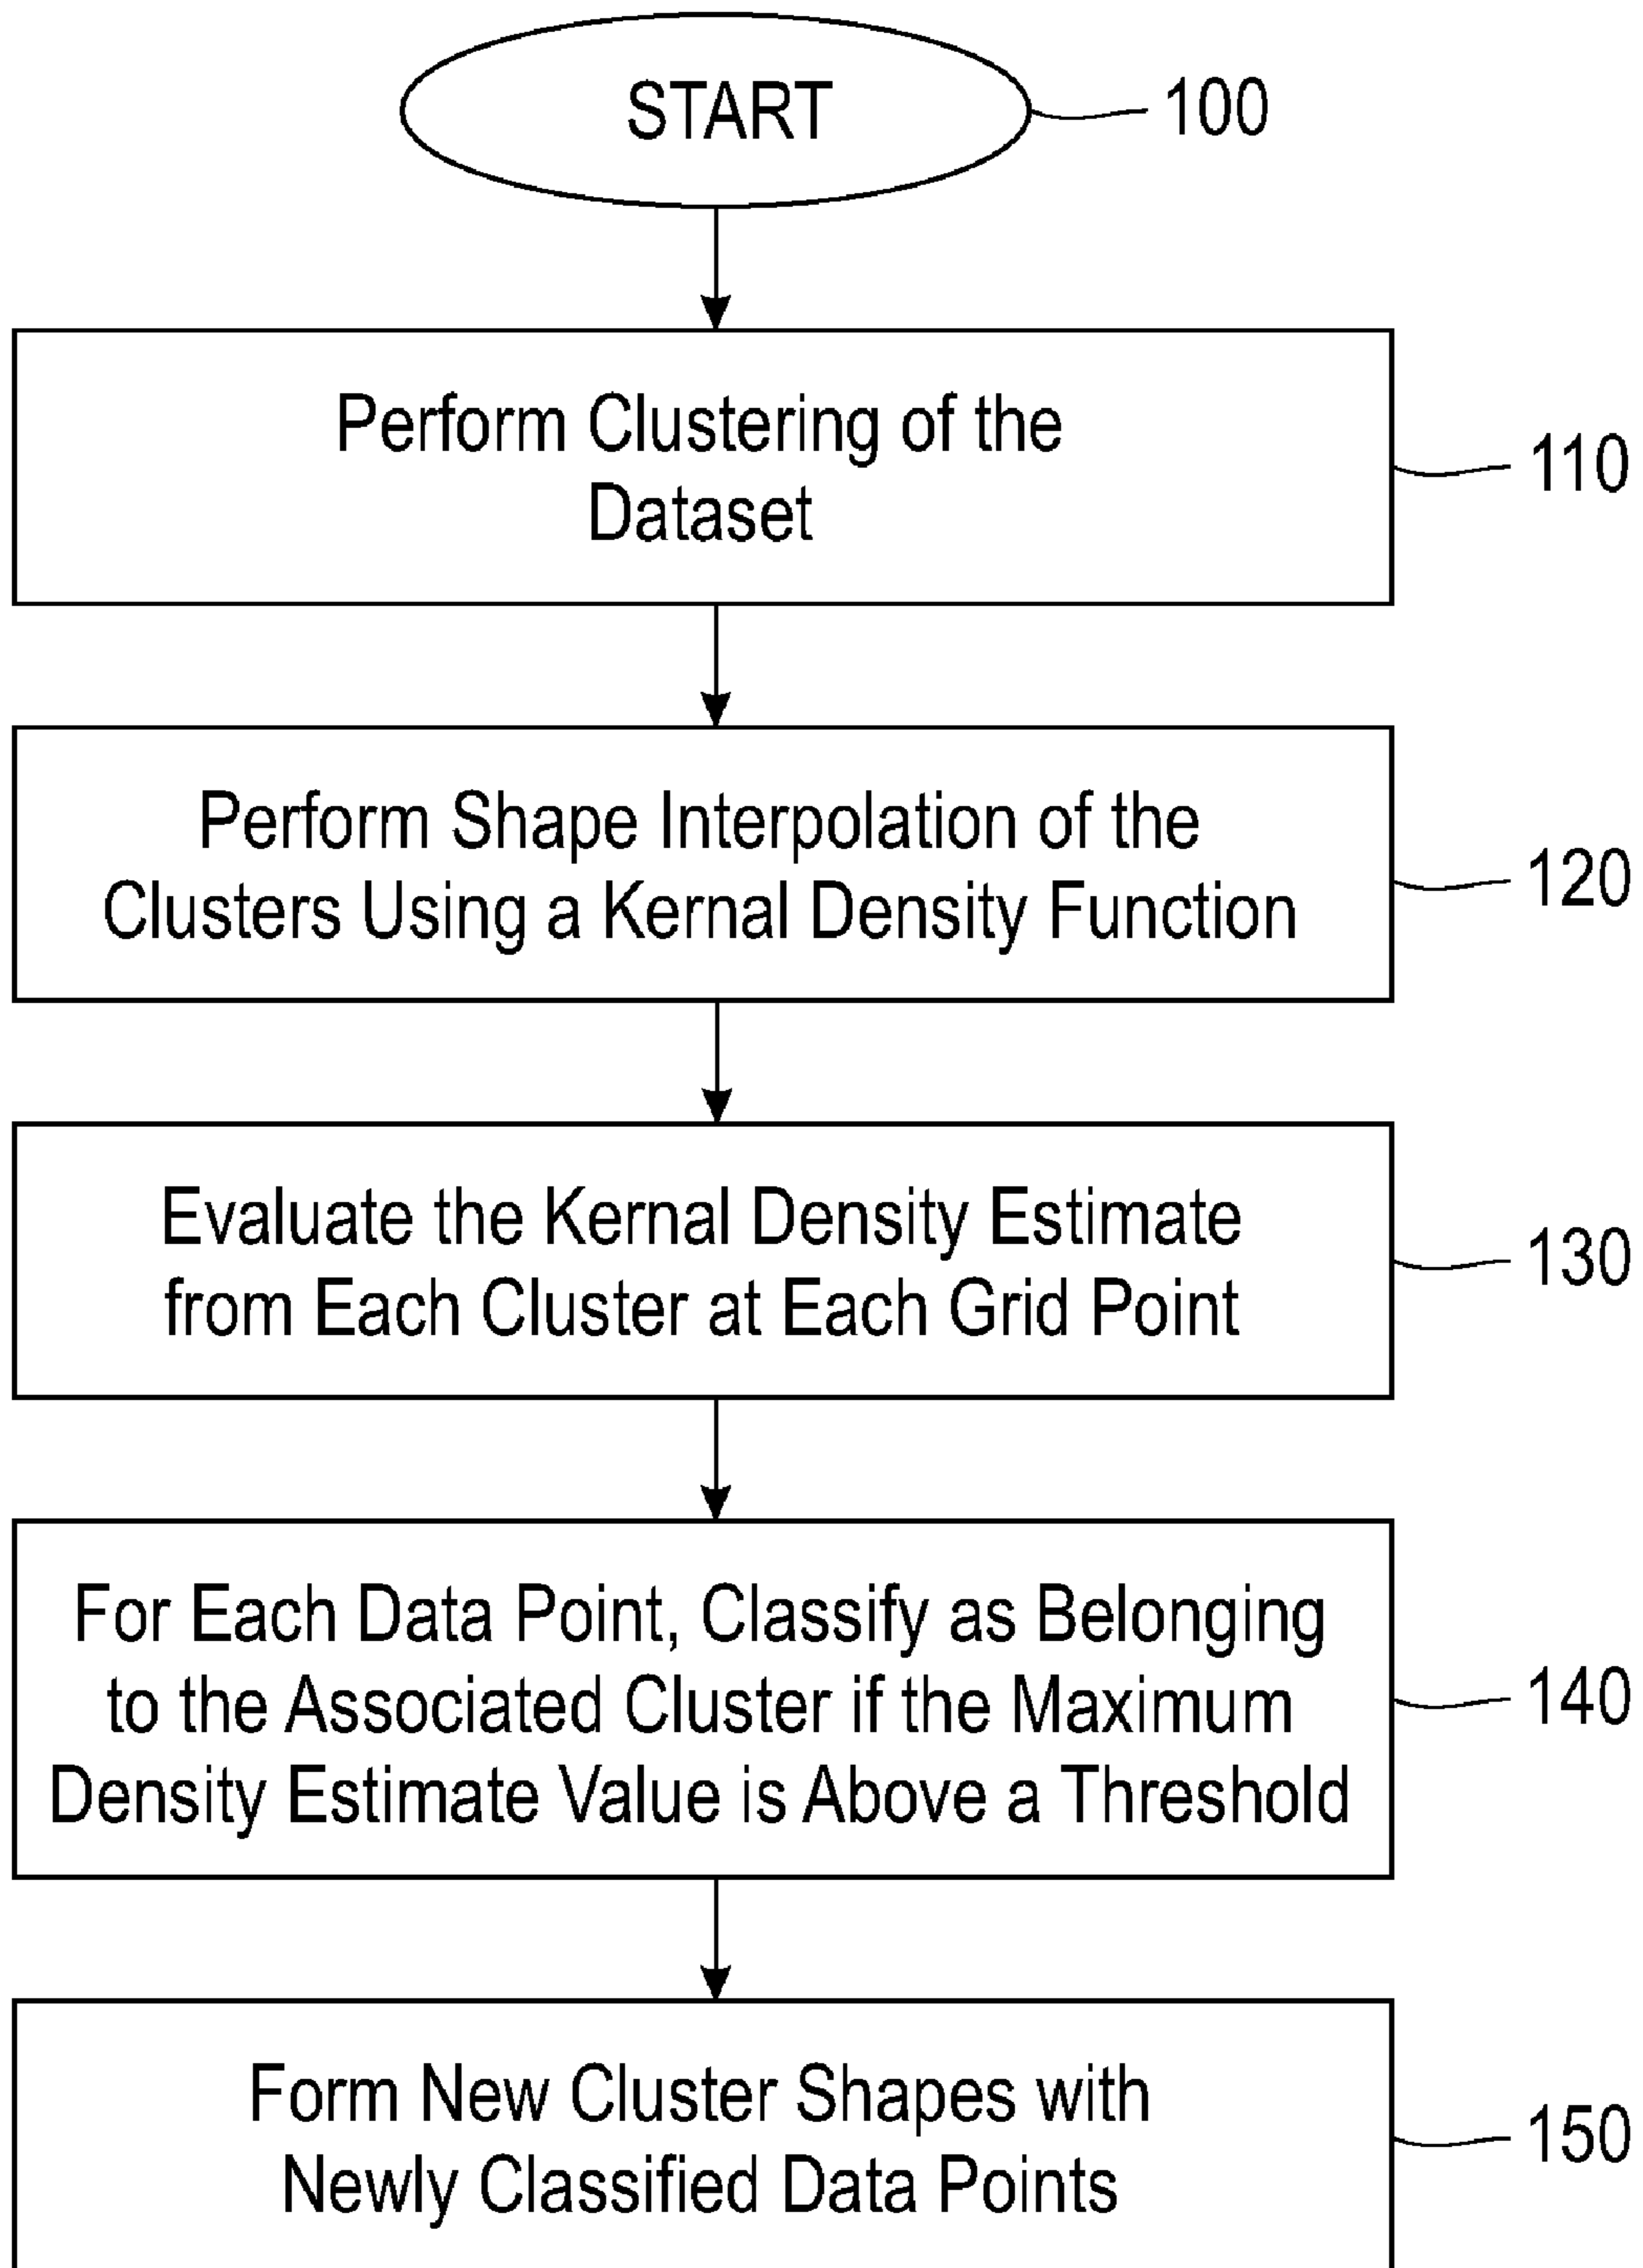 START
100
Perform Clustering of the
Dataset
110
Perform Shape Interpolation of the
Clusters Using a Kernal Density Function
120
Evaluate the Kernal Density Estimate
from Each Cluster at Each Grid Point
130
For Each Data Point, Classify as Belonging
to the Associated Cluster if the Maximum
Density Estimate Value is Above a Threshold
140
Form New Cluster Shapes with
Newly Classified Data Points
150